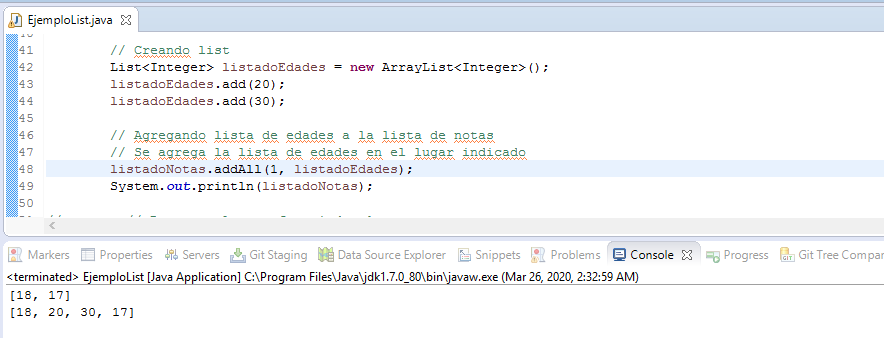 EjemploList.java
41 // Creando list
42 List<Integer> listadoEdades = new ArrayList<Integer>();
43 listadoEdades.add(20);
44 listadoEdades.add(30);
45
46 // Agregando lista de edades a la lista de notas
47 // Se agrega la lista de edades en el lugar indicado
48 listadoNotas.addAll(1, listadoEdades);
49 System.out.println(listadoNotas);
50
Markers Properties Servers Git Staging Data Source Explorer Snippets Problems Console Progress Git Tree Compar
<terminated> EjemploList [Java Application] C:\Program Files\Java\jdk1.7.0_80\bin\javaw.exe (Mar 26, 2020, 2:32:59 AM)
[18, 17]
[18, 20, 30, 17]